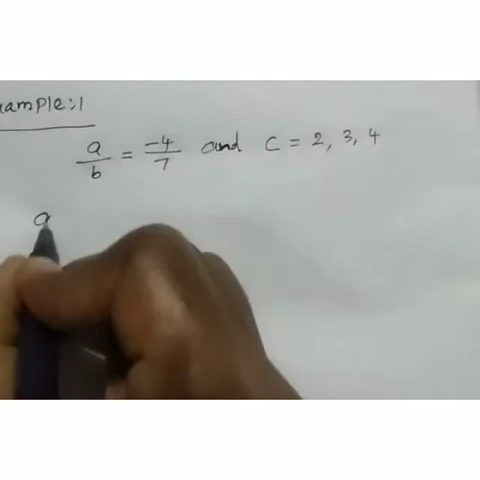 ample:1
a/b = -4/7 and C = 2, 3, 4
a